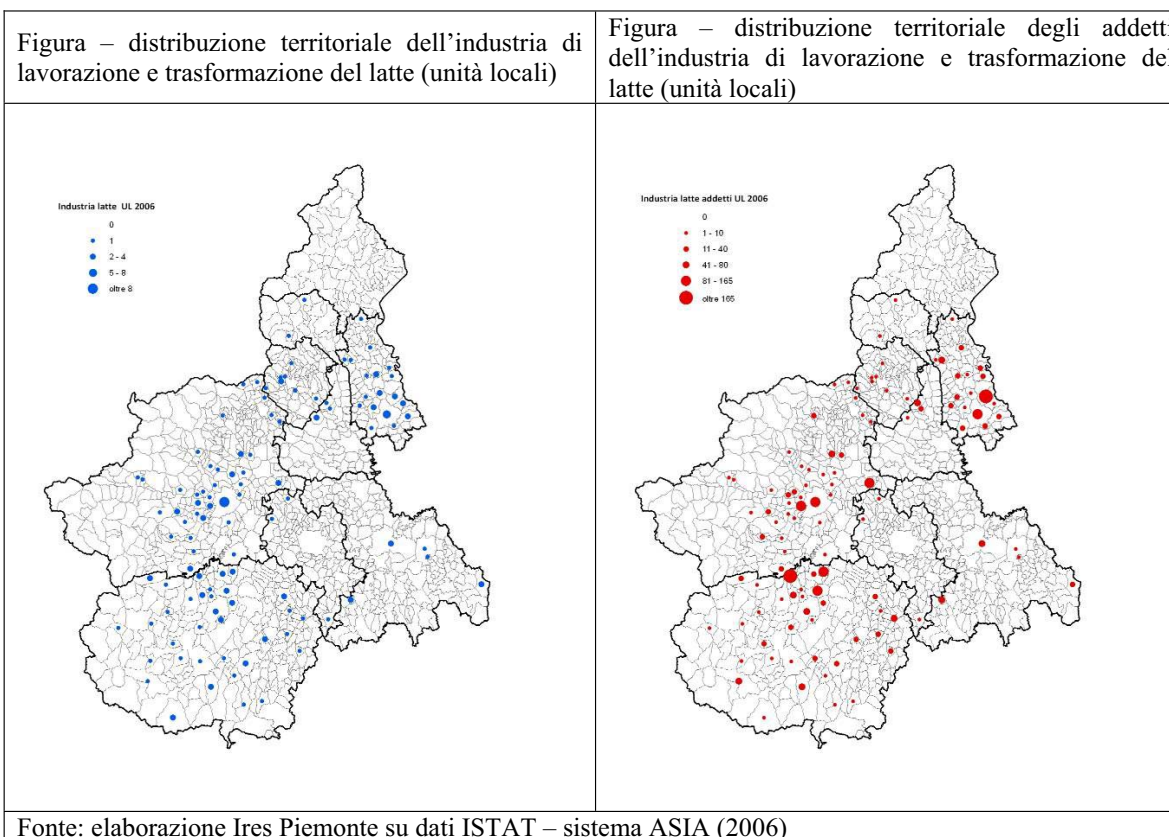 Figura – distribuzione territoriale dell'industria di
lavorazione e trasformazione del latte (unità locali)
Figura – distribuzione territoriale degli addetti
dell'industria di lavorazione e trasformazione del
latte (unità locali)
Industria latte UL 2006
0
1
2 - 4
5 - 8
oltre 8
Industria latte addetti UL 2006
0
1 - 10
11 - 40
41 - 80
81 - 165
oltre 165
Fonte: elaborazione Ires Piemonte su dati ISTAT – sistema ASIA (2006)